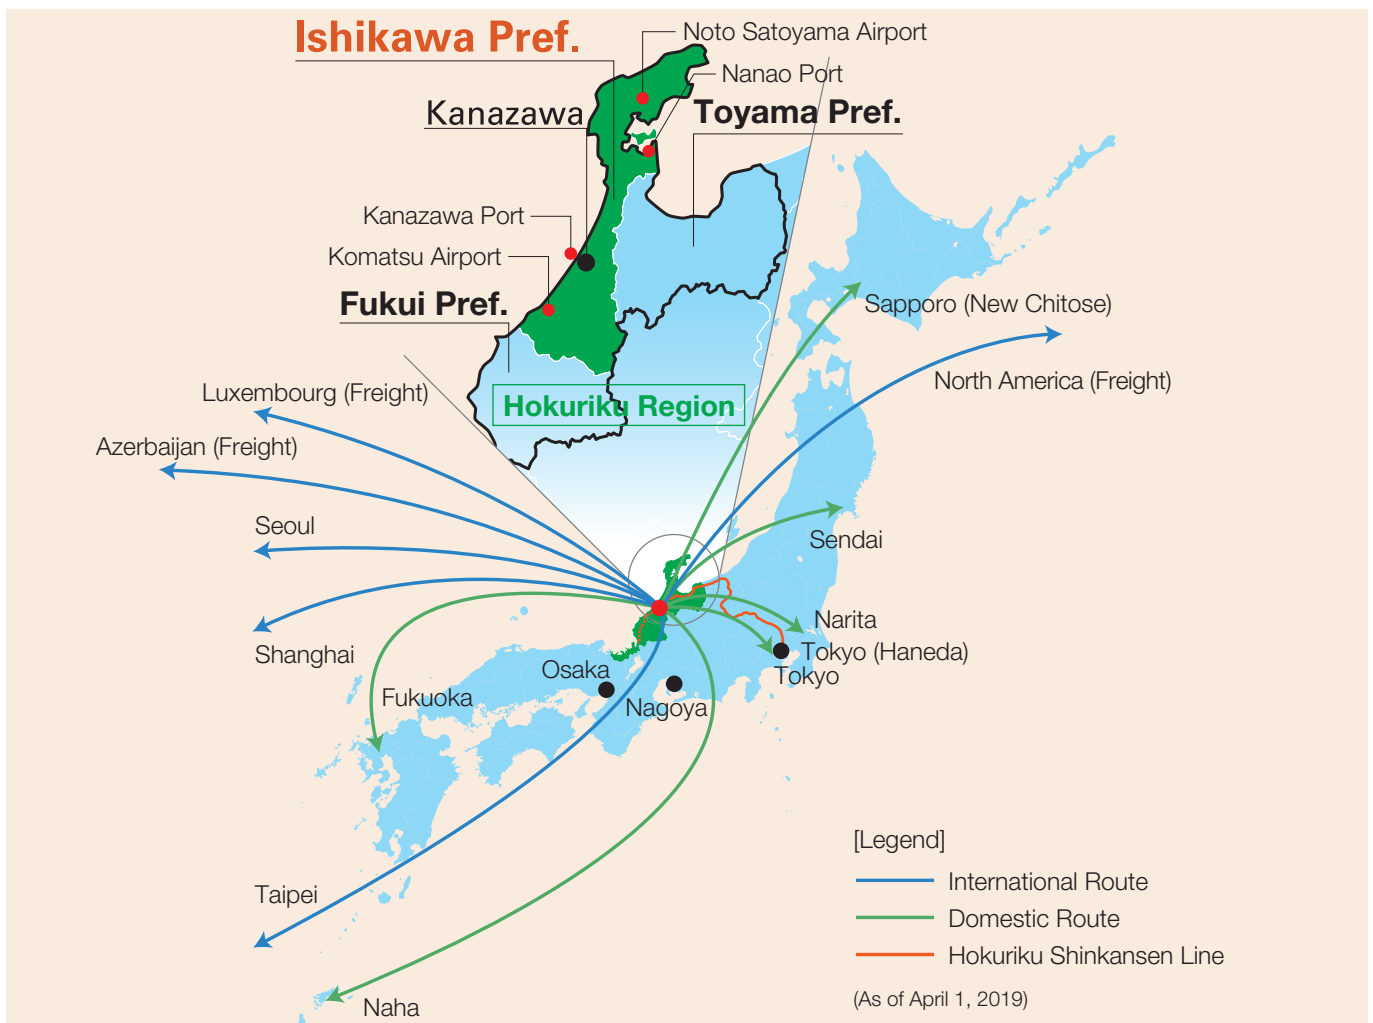 Ishikawa Pref.
Noto Satoyama Airport
Nanao Port
Kanazawa
Toyama Pref.
Kanazawa Port
Komatsu Airport
Fukui Pref.
Sapporo (New Chitose)
North America (Freight)
Luxembourg (Freight)
Hokuriku Region
Azerbaijan (Freight)
Seoul
Sendai
Shanghai
Narita
Tokyo (Haneda)
Tokyo
Osaka
Fukuoka
Nagoya
[Legend]
International Route
Domestic Route
Hokuriku Shinkansen Line
(As of April 1, 2019)
Taipei
Naha